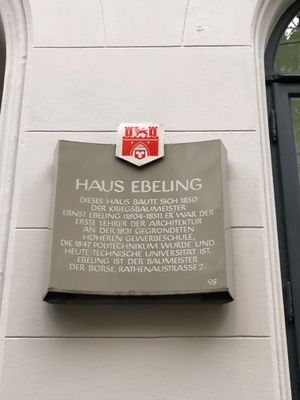 HAUS EBELING
DIESES HAUS BAUTE SICH 1850
DER KRIEGSBAUMEISTER
ERNST EBELING (1804-1851). ER WAR DER
ERSTE LEHRER DER ARCHITEKTUR
AN DER 1831 GEGRÜNDETEN
HÖHEREN GEWERBESCHULE,
DIE 1847 POLYTECHNIKUM WURDE UND
HEUTE TECHNISCHE UNIVERSITÄT IST.
EBELING IST DER BAUMEISTER
DER BÖRSE, RATHENAUSTRASSE 2.
98